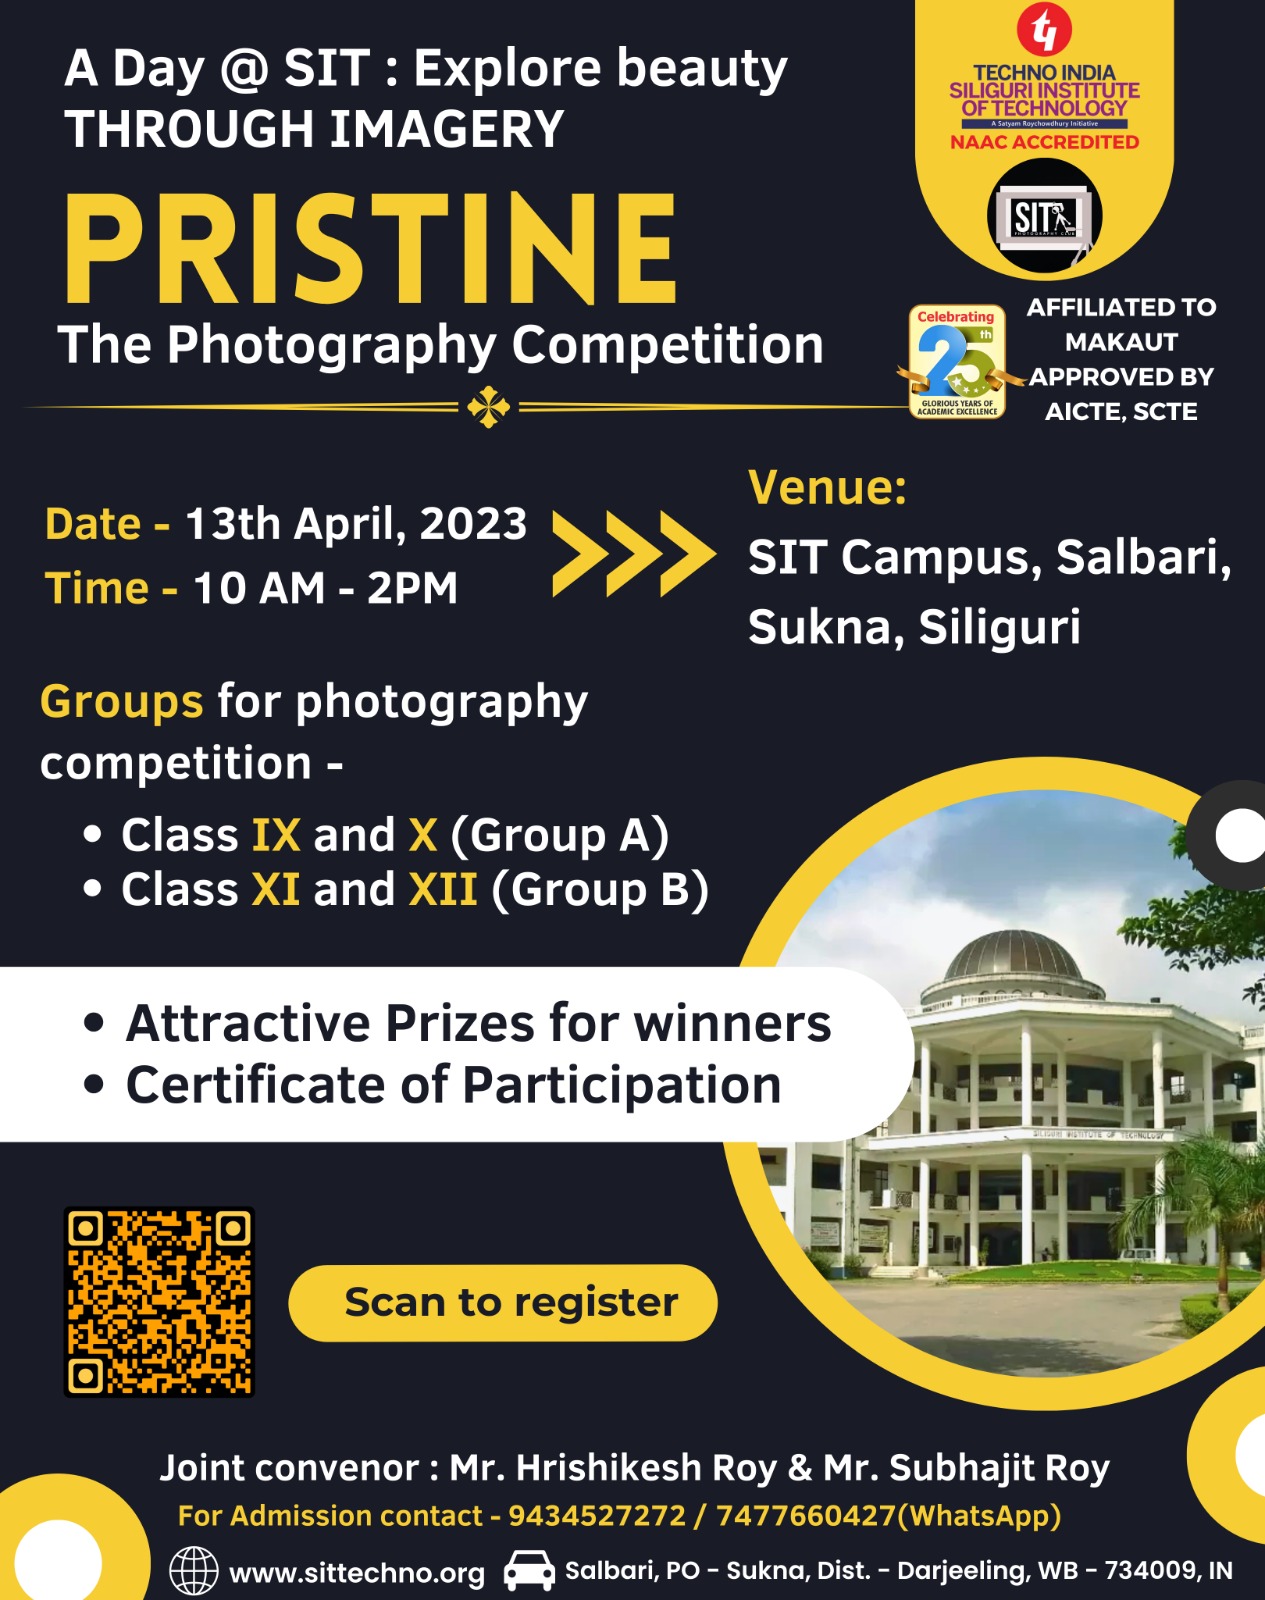 A Day @ SIT : Explore beauty
THROUGH IMAGERY
PRISTINE
The Photography Competition
TECHNO INDIA
SILIGURI INSTITUTE
OF TECHNOLOGY
A Satyam Roychowdhury Initiative
NAAC ACCREDITED
SIT
PHOTOGRAPHY CLUB
Celebrating
25th
GLORIOUS YEARS OF
ACADEMIC EXCELLENCE
AFFILIATED TO
MAKAUT
APPROVED BY
AICTE, SCTE
Date - 13th April, 2023
Time - 10 AM - 2PM
Venue:
SIT Campus, Salbari,
Sukna, Siliguri
Groups for photography
competition -
• Class IX and X (Group A)
• Class XI and XII (Group B)
• Attractive Prizes for winners
• Certificate of Participation
SILIGURI INSTITUTE OF TECHNOLOGY
Scan to register
Joint convenor : Mr. Hrishikesh Roy & Mr. Subhajit Roy
For Admission contact - 9434527272 / 7477660427(WhatsApp)
www.sittechno.org
Salbari, PO - Sukna, Dist. - Darjeeling, WB - 734009, IN